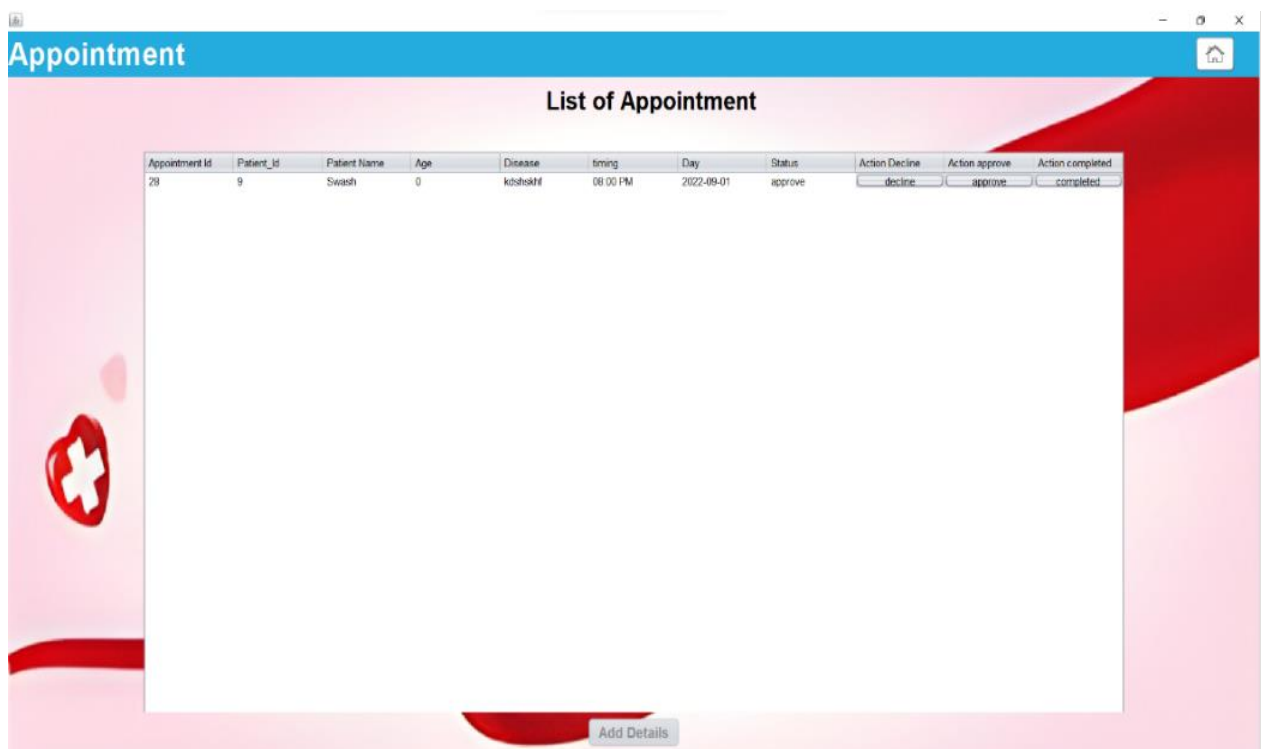 Appointment
List of Appointment
Appointment Id Patient_Id Patient Name Age Disease timing Day Status Action Decline Action approve Action completed
28 9 Swash 0 kdshskhf 08:00 PM 2022-09-01 approve decline approve completed
Add Details